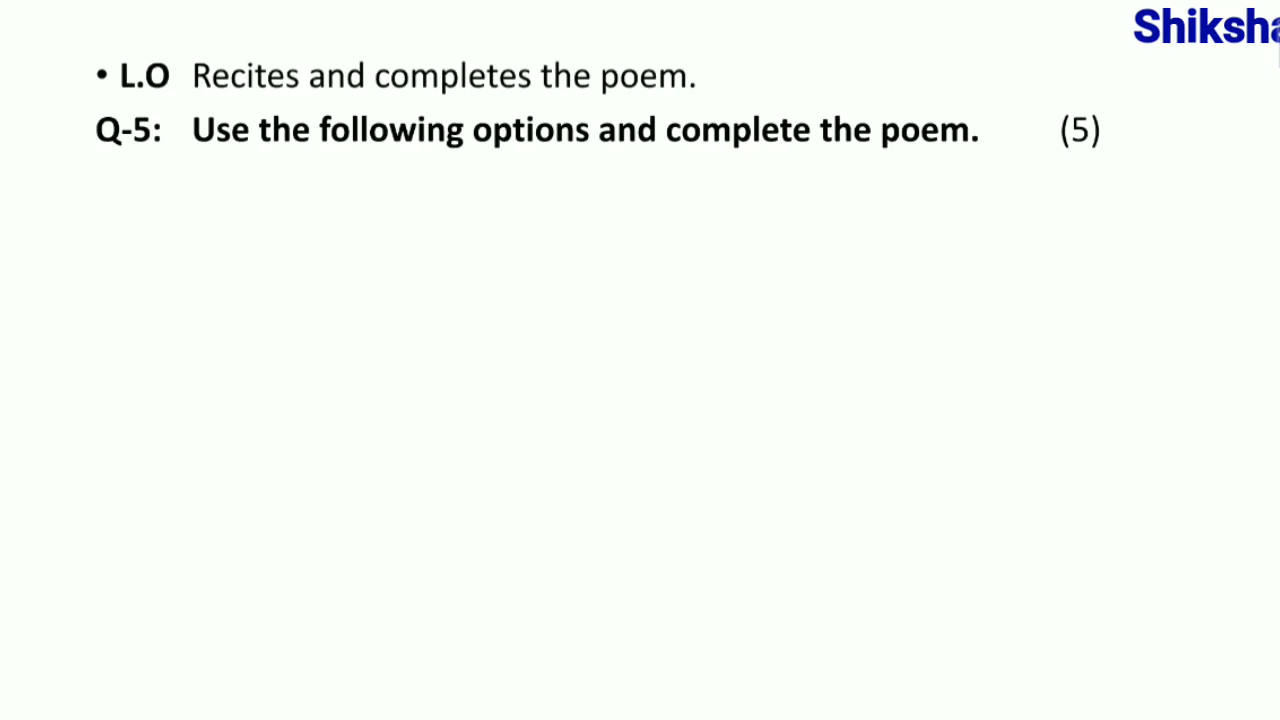 Shiksha
• L.O Recites and completes the poem.
Q-5: Use the following options and complete the poem. (5)